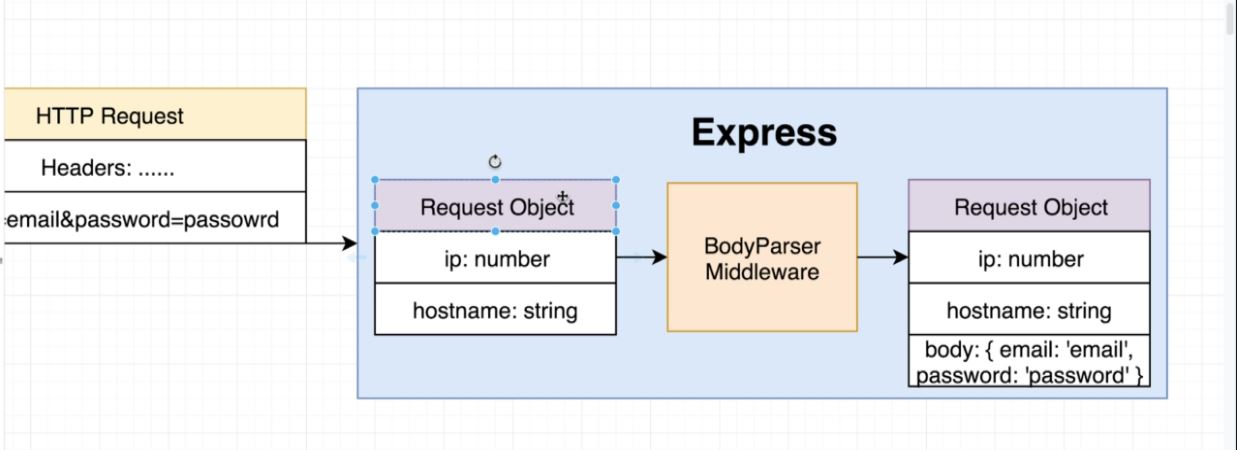 HTTP Request
Headers: ......
email&password=passowrd
Express
Request Object
ip: number
hostname: string
BodyParser
Middleware
Request Object
ip: number
hostname: string
body: { email: 'email',
password: 'password' }